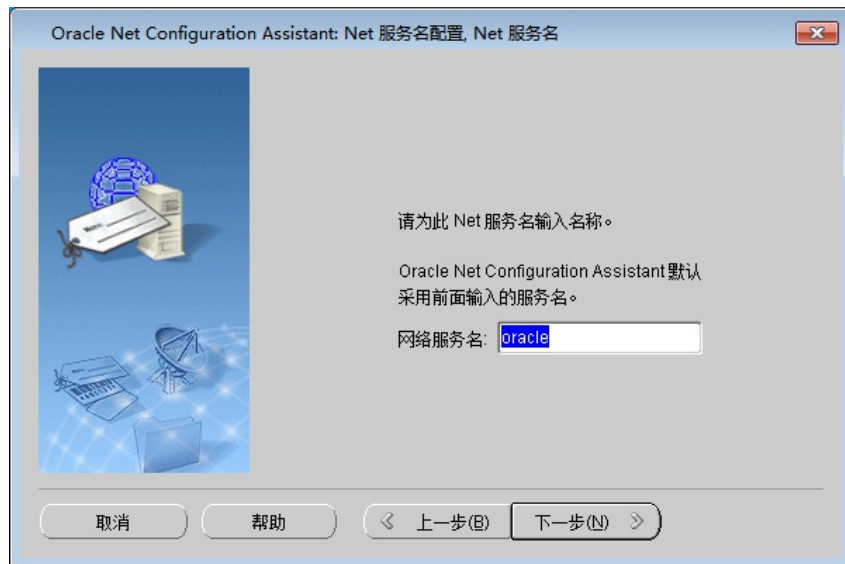 Oracle Net Configuration Assistant: Net 服务名配置, Net 服务名
请为此 Net 服务名输入名称。
Oracle Net Configuration Assistant 默认
采用前面输入的服务名。
网络服务名: oracle
取消
帮助
上一步(B)
下一步(N)